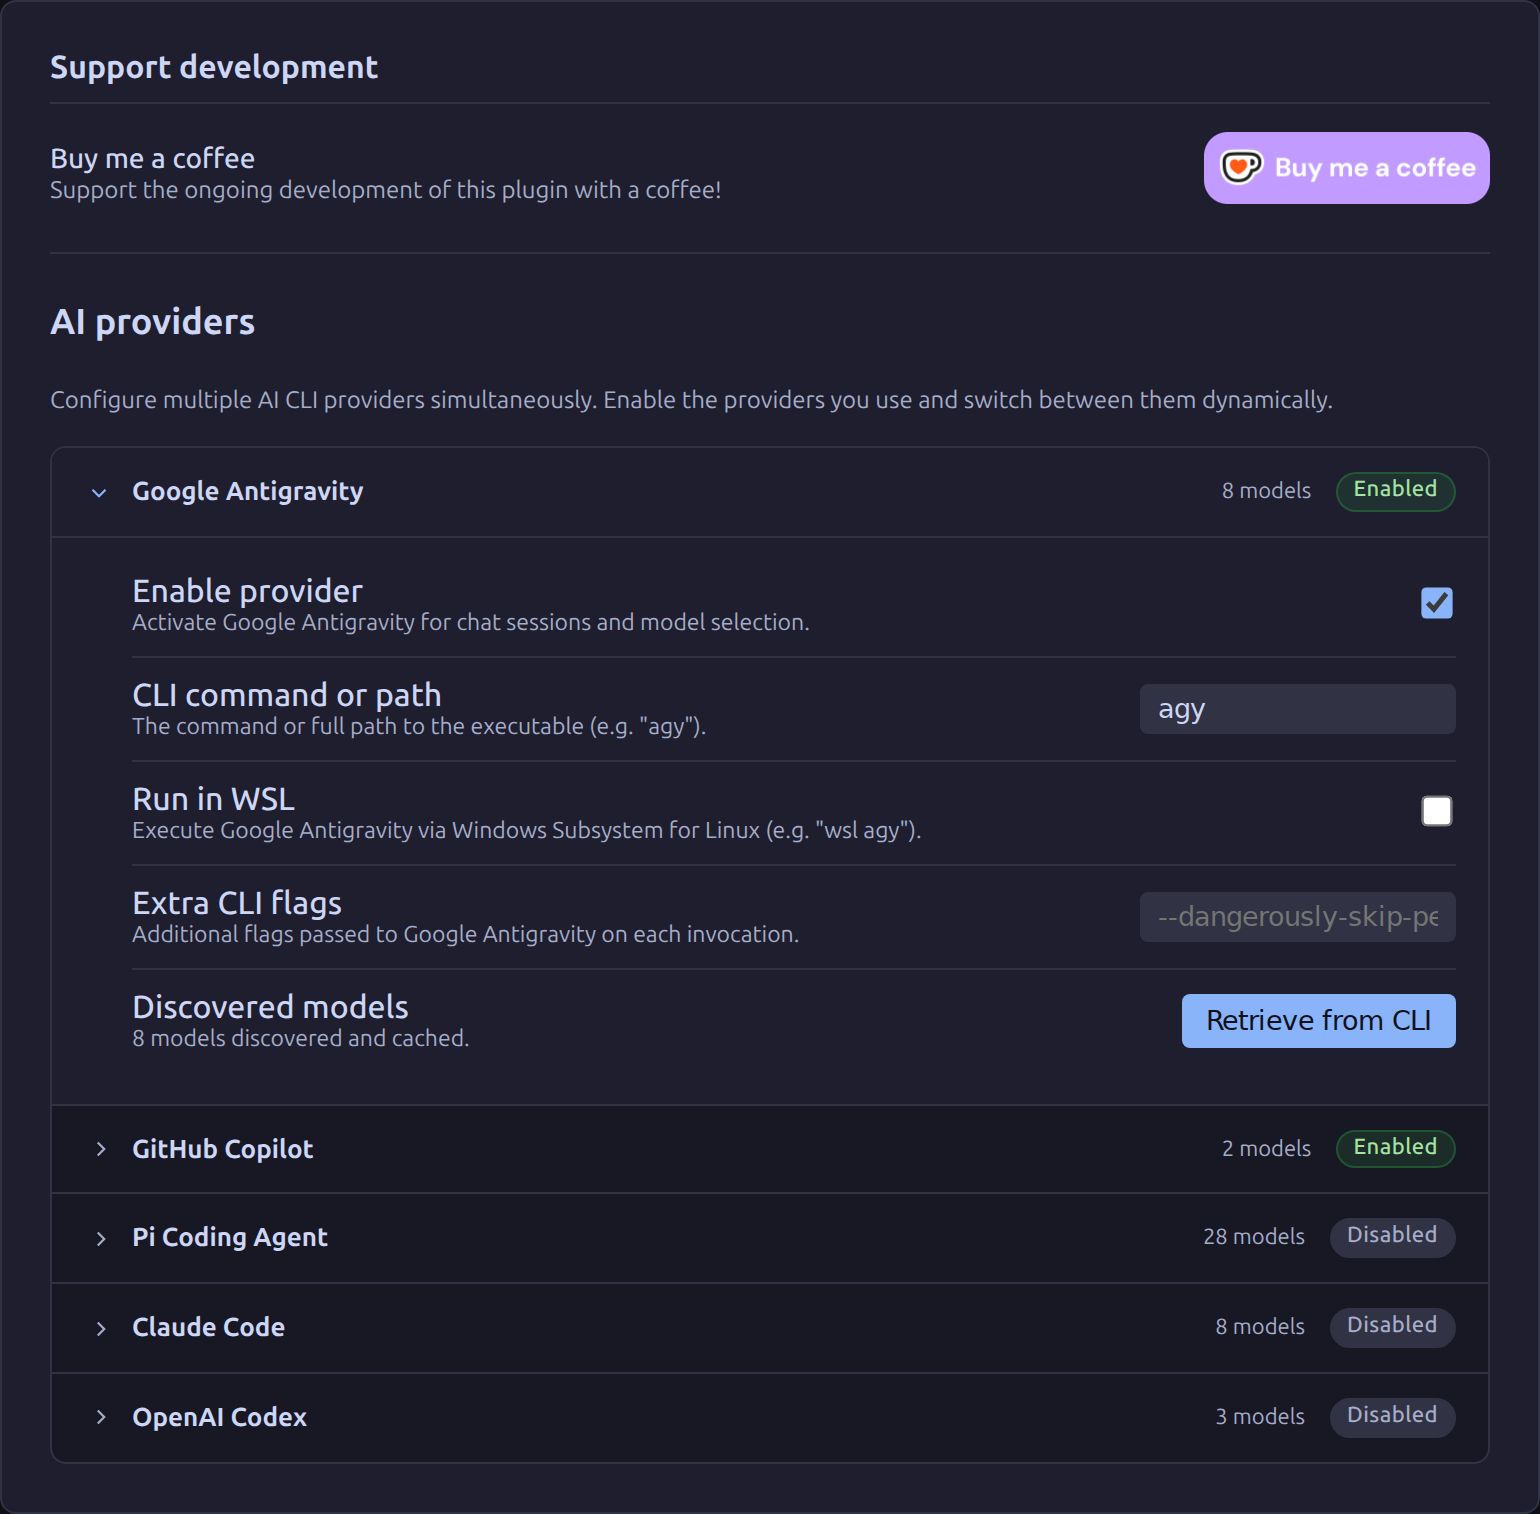 Support development
Buy me a coffee
Buy me a coffee
Support the ongoing development of this plugin with a coffee!
AI providers
Configure multiple AI CLI providers simultaneously. Enable the providers you use and switch between them dynamically.
Google Antigravity 8 models Enabled
Enable provider
Activate Google Antigravity for chat sessions and model selection.
CLI command or path
The command or full path to the executable (e.g. "agy").
agy
Run in WSL
Execute Google Antigravity via Windows Subsystem for Linux (e.g. "wsl agy").
Extra CLI flags
Additional flags passed to Google Antigravity on each invocation.
--dangerously-skip-pe
Discovered models
8 models discovered and cached.
Retrieve from CLI
GitHub Copilot 2 models Enabled
Pi Coding Agent 28 models Disabled
Claude Code 8 models Disabled
OpenAI Codex 3 models Disabled